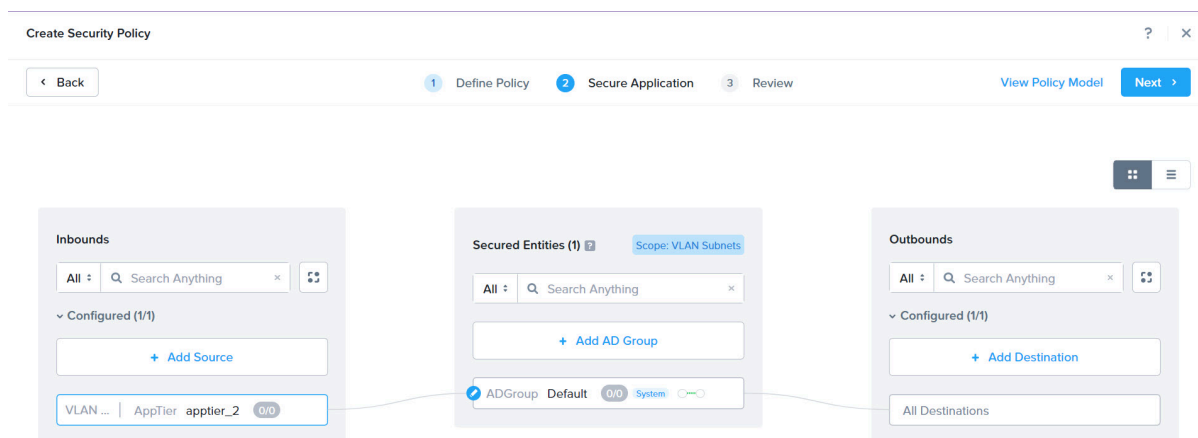 Create Security Policy
?
×
Back
1 Define Policy
2 Secure Application
3 Review
View Policy Model
Next
Inbounds
All Search Anything ×
Configured (1/1)
+ Add Source
VLAN ... | AppTier apptier_2 0/0
Secured Entities (1) ?
Scope: VLAN Subnets
All Search Anything ×
+ Add AD Group
ADGroup Default 0/0 System
Outbounds
All Search Anything ×
Configured (1/1)
+ Add Destination
All Destinations